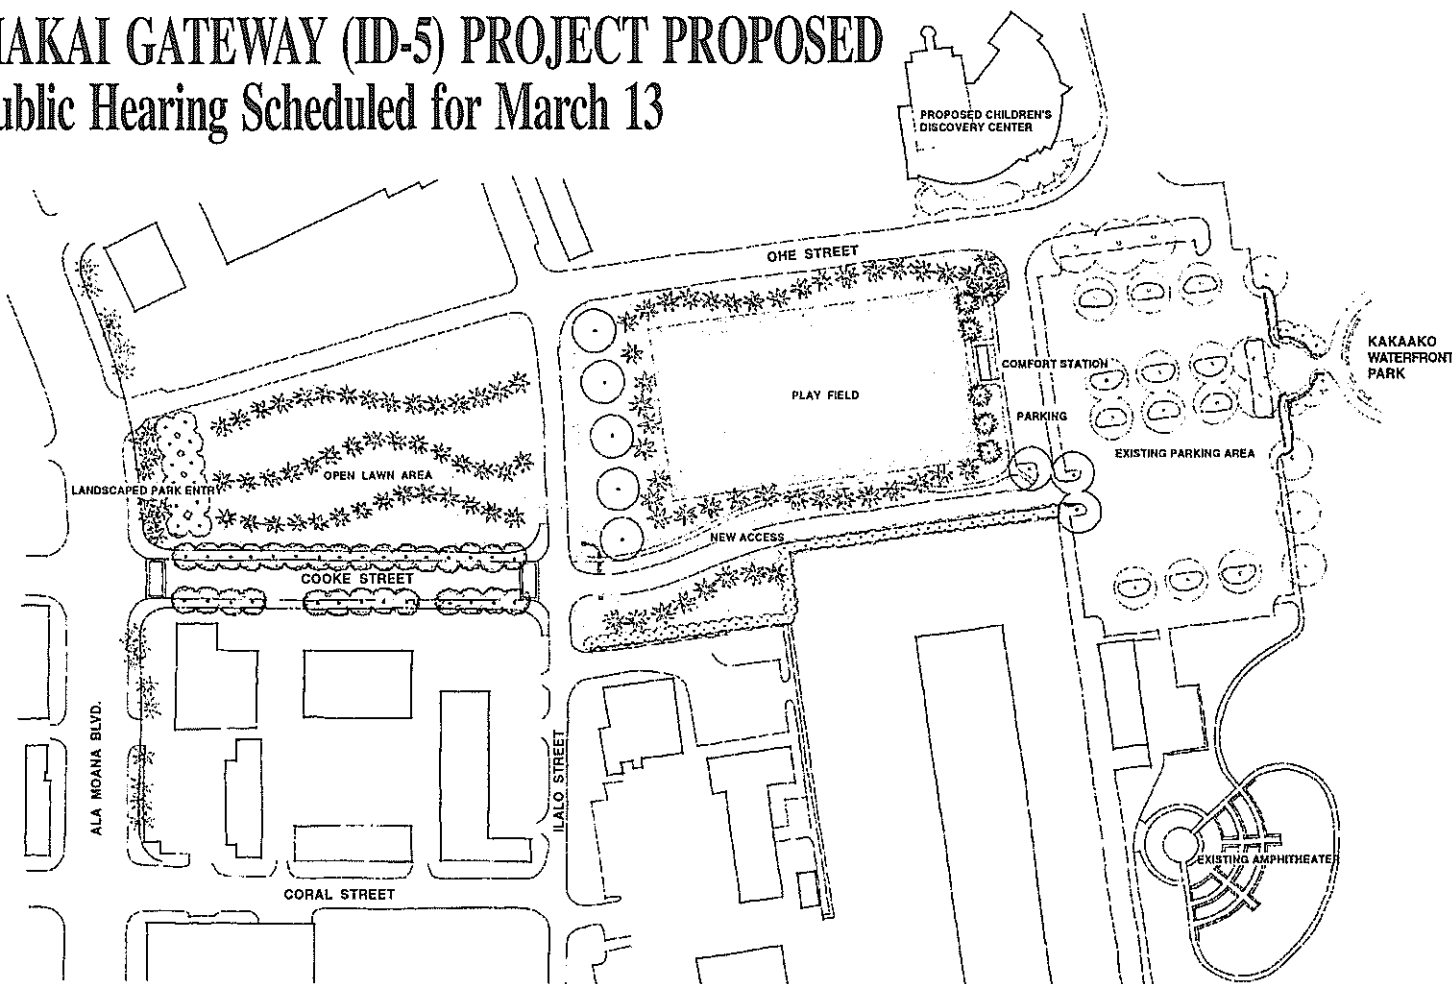 MAKAI GATEWAY (ID-5) PROJECT PROPOSED
Public Hearing Scheduled for March 13
PROPOSED CHILDREN'S
DISCOVERY CENTER
OHE STREET
KAKAAKO
WATERFRONT
PARK
COMFORT STATION
PLAY FIELD
PARKING
EXISTING PARKING AREA
OPEN LAWN AREA
LANDSCAPED PARK ENTRY
NEW ACCESS
COOKE STREET
ALA MOANA BLVD.
ILALO STREET
EXISTING AMPHITHEATER
CORAL STREET